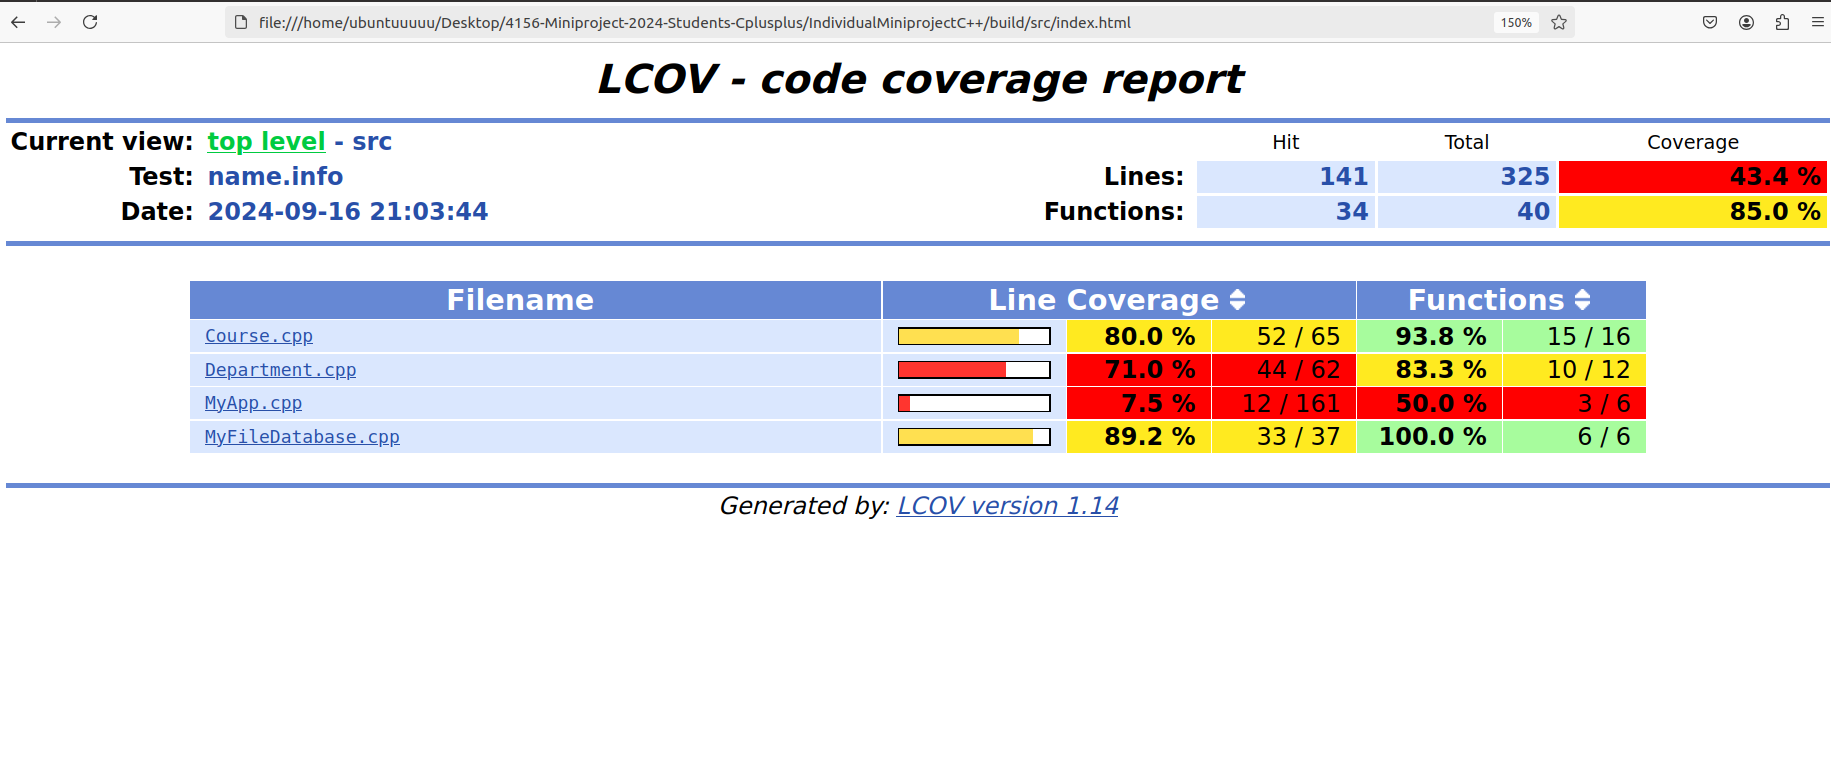 file:///home/ubuntuuuuu/Desktop/4156-Miniproject-2024-Students-Cplusplus/IndividualMiniprojectC++/build/src/index.html 150%
LCOV - code coverage report
Current view: top level - src Hit Total Coverage
Test: name.info Lines: 141 325 43.4 %
Date: 2024-09-16 21:03:44 Functions: 34 40 85.0 %
Filename Line Coverage Functions
Course.cpp 80.0 % 52 / 65 93.8 % 15 / 16
Department.cpp 71.0 % 44 / 62 83.3 % 10 / 12
MyApp.cpp 7.5 % 12 / 161 50.0 % 3 / 6
MyFileDatabase.cpp 89.2 % 33 / 37 100.0 % 6 / 6
Generated by: LCOV version 1.14